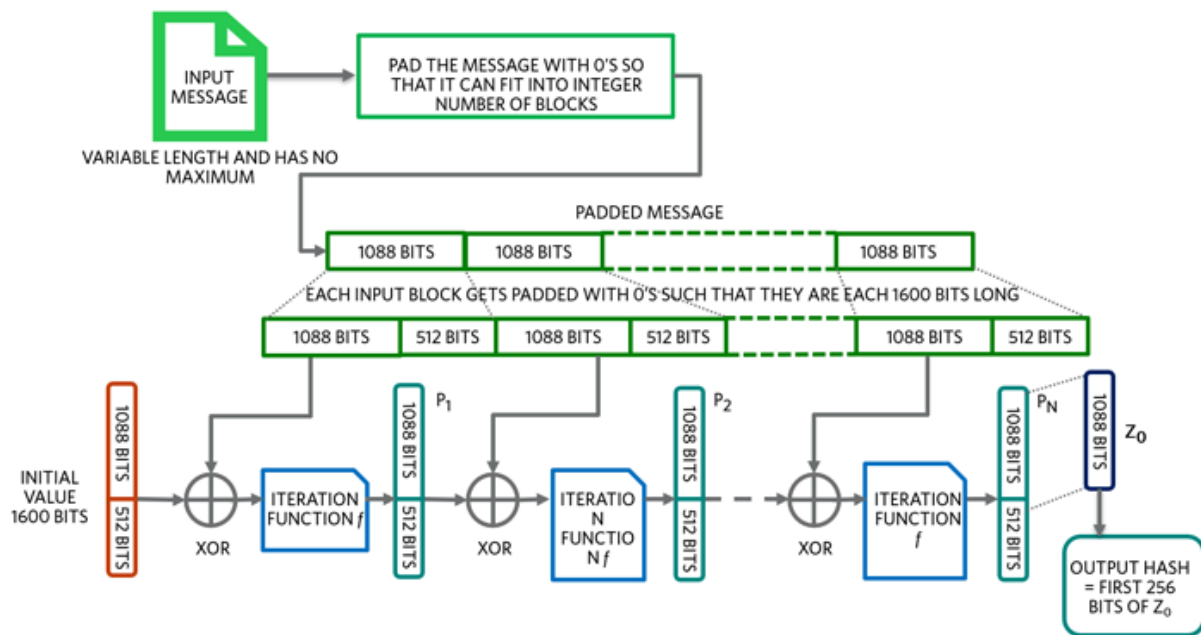 INPUT
MESSAGE
PAD THE MESSAGE WITH 0'S SO
THAT IT CAN FIT INTO INTEGER
NUMBER OF BLOCKS
VARIABLE LENGTH AND HAS NO
MAXIMUM
PADDED MESSAGE
1088 BITS
1088 BITS
1088 BITS
EACH INPUT BLOCK GETS PADDED WITH 0'S SUCH THAT THEY ARE EACH 1600 BITS LONG
1088 BITS
512 BITS
1088 BITS
512 BITS
1088 BITS
512 BITS
INITIAL
VALUE
1600 BITS
1088 BITS
512 BITS
XOR
ITERATION
FUNCTION f
P1
1088 BITS
512 BITS
XOR
ITERATIO
N
FUNCTIO
N f
P2
1088 BITS
512 BITS
XOR
ITERATION
FUNCTION
f
PN
1088 BITS
512 BITS
1088 BITS
Z0
OUTPUT HASH
= FIRST 256
BITS OF Z0